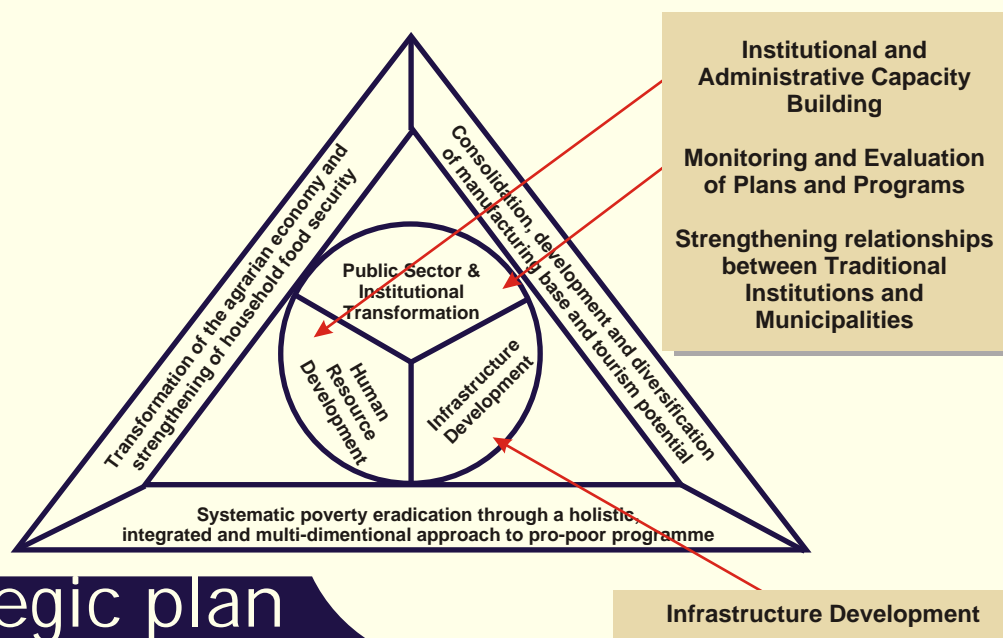 Institutional and
Administrative Capacity
Building
Monitoring and Evaluation
of Plans and Programs
Strengthening relationships
between Traditional
Institutions and
Municipalities
Transformation of the agrarian economy and
strengthening of household food security
Consolidation, development and diversification
of manufacturing base and tourism potential
Public Sector &
Institutional
Transformation
Human
Resource
Development
Infrastructure
Development
Systematic poverty eradication through a holistic,
integrated and multi-dimentional approach to pro-poor programme
egic plan
Infrastructure Development